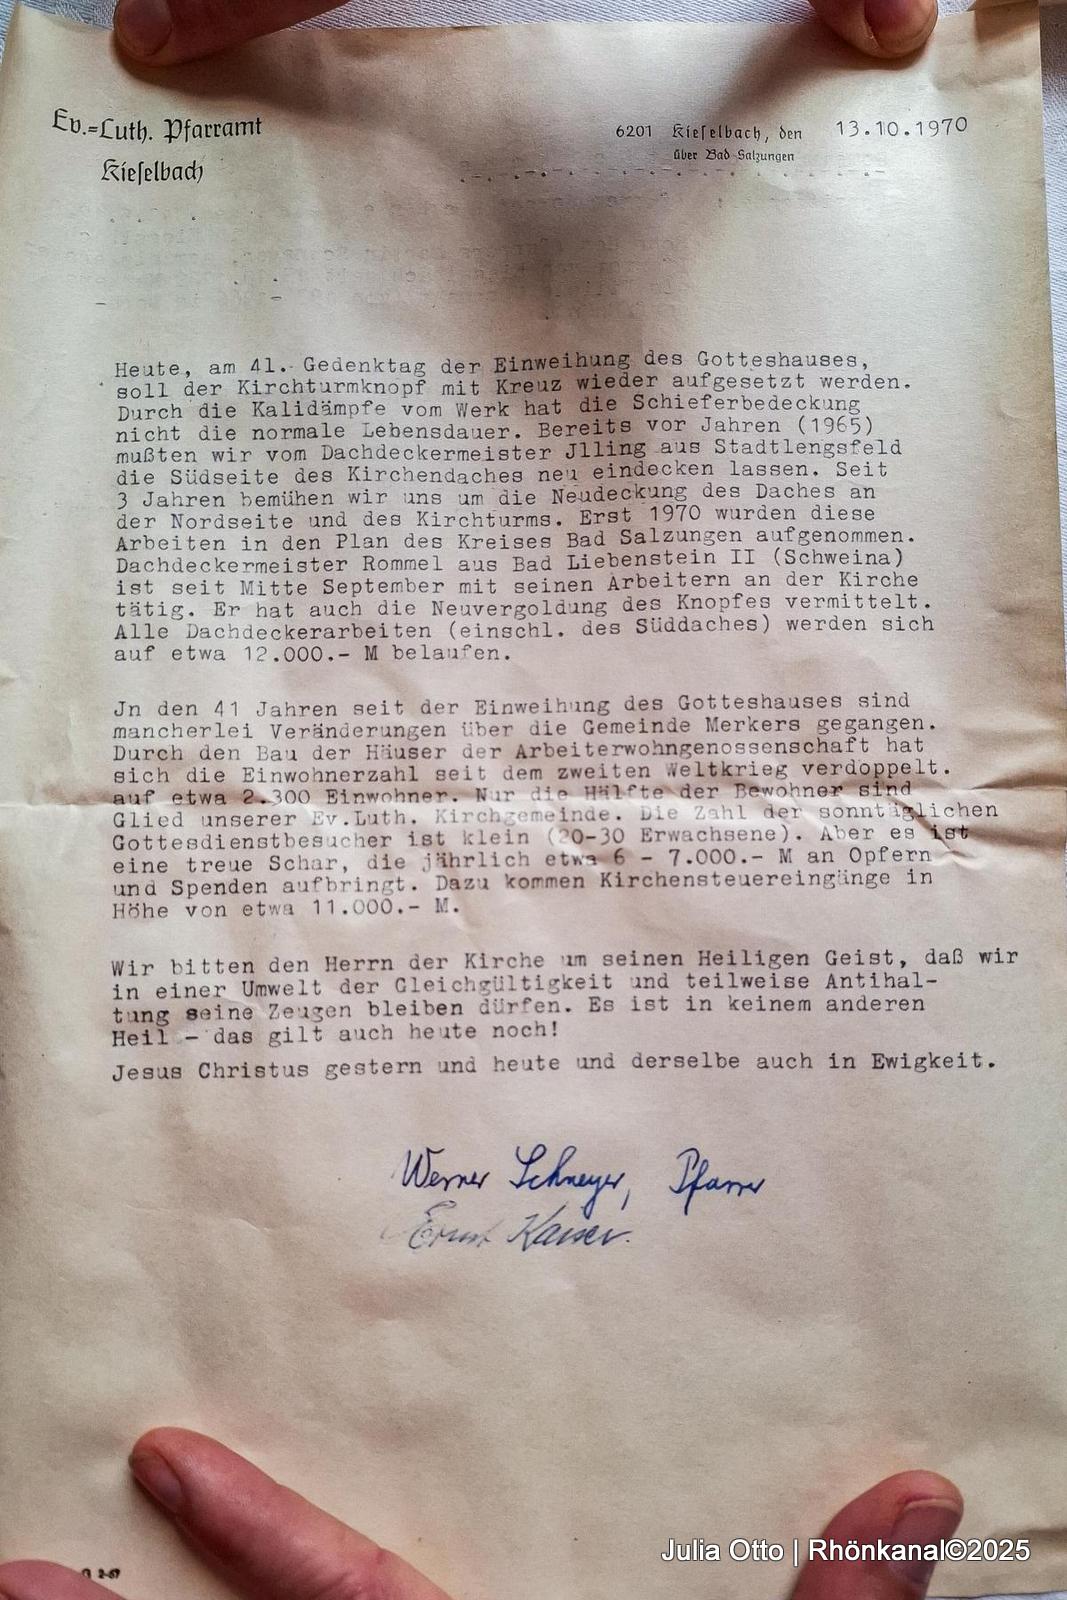 Ev.=Luth. Pfarramt
Kieselbach
6201 Kieselbach, den 13.10.1970
über Bad Salzungen
Heute, am 41. Gedenktag der Einweihung des Gotteshauses,
soll der Kirchturmknopf mit Kreuz wieder aufgesetzt werden.
Durch die Kalidämpfe vom Werk hat die Schieferbedeckung
nicht die normale Lebensdauer. Bereits vor Jahren (1965)
mußten wir vom Dachdeckermeister Jlling aus Stadtlengsfeld
die Südseite des Kirchendaches neu eindecken lassen. Seit
3 Jahren bemühen wir uns um die Neudeckung des Daches an
der Nordseite und des Kirchturms. Erst 1970 wurden diese
Arbeiten in den Plan des Kreises Bad Salzungen aufgenommen.
Dachdeckermeister Rommel aus Bad Liebenstein II (Schweina)
ist seit Mitte September mit seinen Arbeitern an der Kirche
tätig. Er hat auch die Neuvergoldung des Knopfes vermittelt.
Alle Dachdeckerarbeiten (einschl. des Süddaches) werden sich
auf etwa 12.000.- M belaufen.
Jn den 41 Jahren seit der Einweihung des Gotteshauses sind
mancherlei Veränderungen über die Gemeinde Merkers gegangen.
Durch den Bau der Häuser der Arbeiterwohngenossenschaft hat
sich die Einwohnerzahl seit dem zweiten Weltkrieg verdoppelt.
auf etwa 2.300 Einwohner. Nur die Hälfte der Bewohner sind
Glied unserer Ev.Luth. Kirchgemeinde. Die Zahl der sonntäglichen
Gottesdienstbesucher ist klein (20-30 Erwachsene). Aber es ist
eine treue Schar, die jährlich etwa 6 - 7.000.- M an Opfern
und Spenden aufbringt. Dazu kommen Kirchensteuereingänge in
Höhe von etwa 11.000.- M.
Wir bitten den Herrn der Kirche um seinen Heiligen Geist, daß wir
in einer Umwelt der Gleichgültigkeit und teilweise Antihal-
tung seine Zeugen bleiben dürfen. Es ist in keinem anderen
Heil - das gilt auch heute noch!
Jesus Christus gestern und heute und derselbe auch in Ewigkeit.
Werner Schneyer, Pfarrer
Ernst Kaiser.
Julia Otto | Rhönkanal©2025